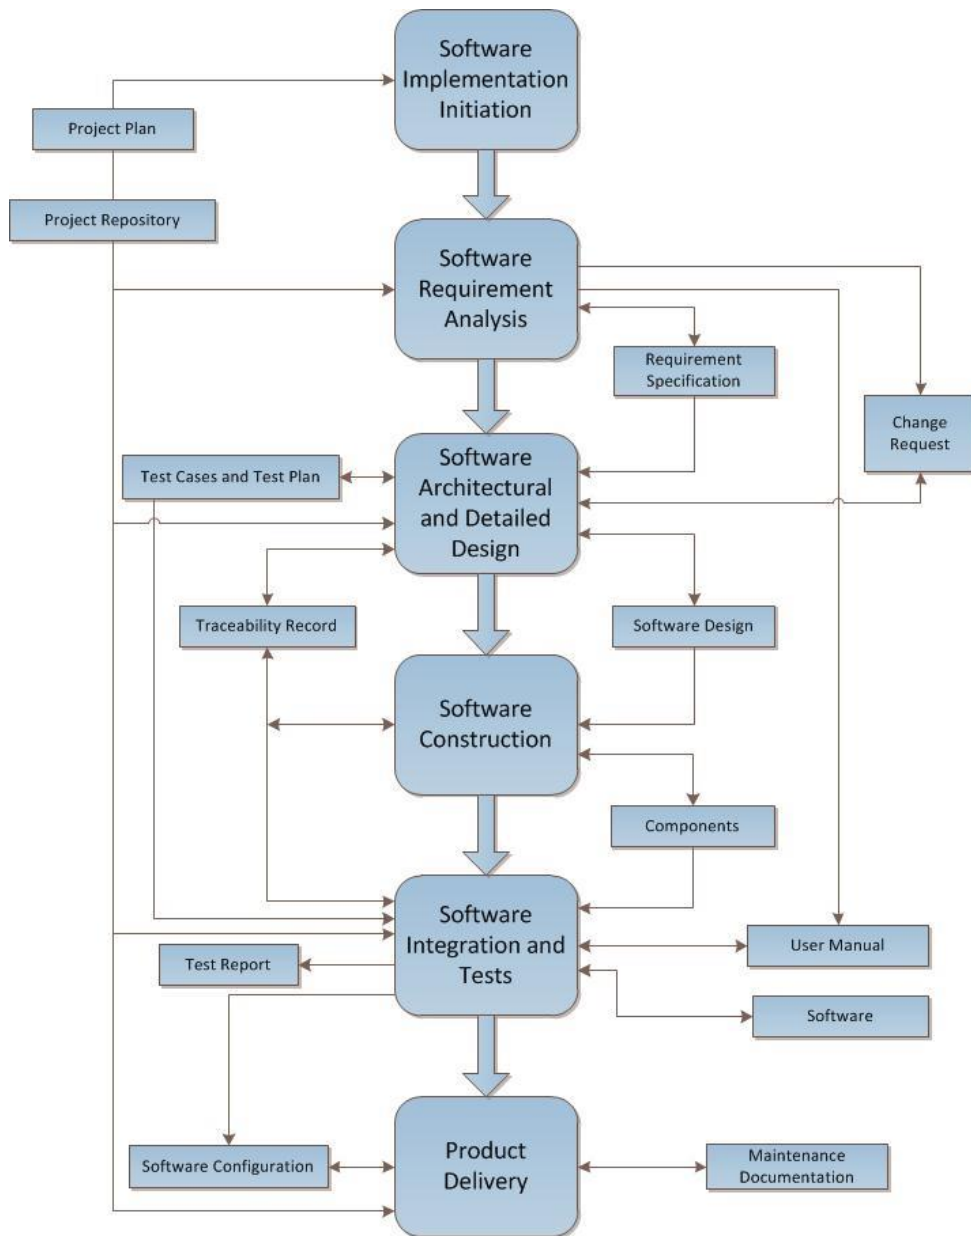 Software
Implementation
Initiation
Project Plan
Project Repository
Software
Requirement
Analysis
Requirement
Specification
Change
Request
Test Cases and Test Plan
Software
Architectural
and Detailed
Design
Traceability Record
Software Design
Software
Construction
Components
Software
Integration and
Tests
Test Report
User Manual
Software
Product
Delivery
Software Configuration
Maintenance
Documentation